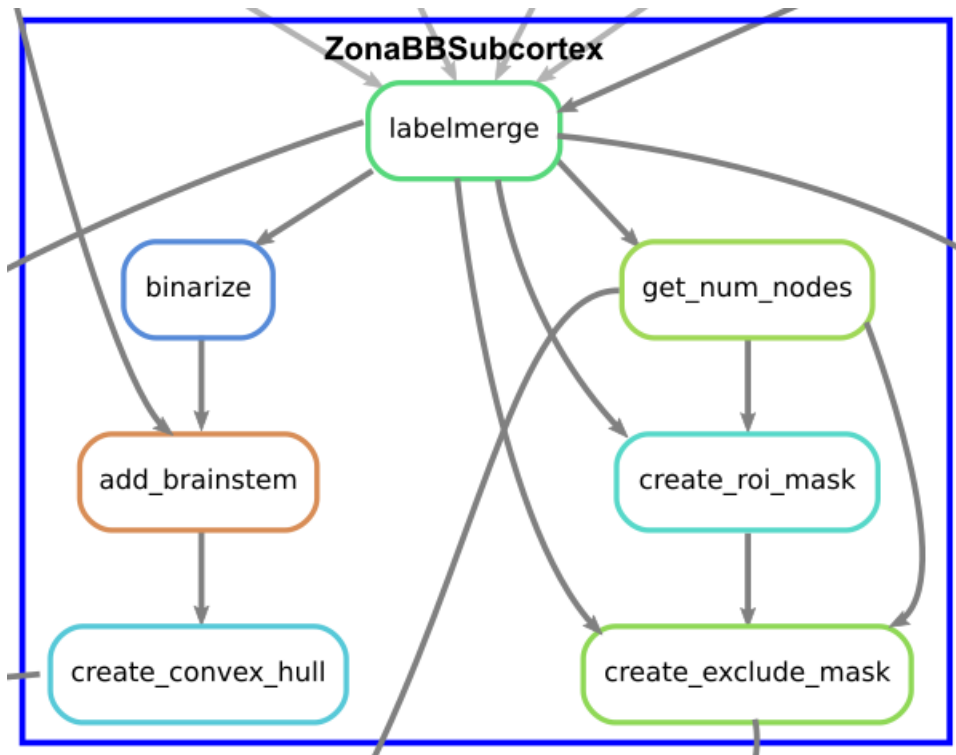 ZonaBBSubcortex
labelmerge
binarize
get_num_nodes
add_brainstem
create_roi_mask
create_convex_hull
create_exclude_mask